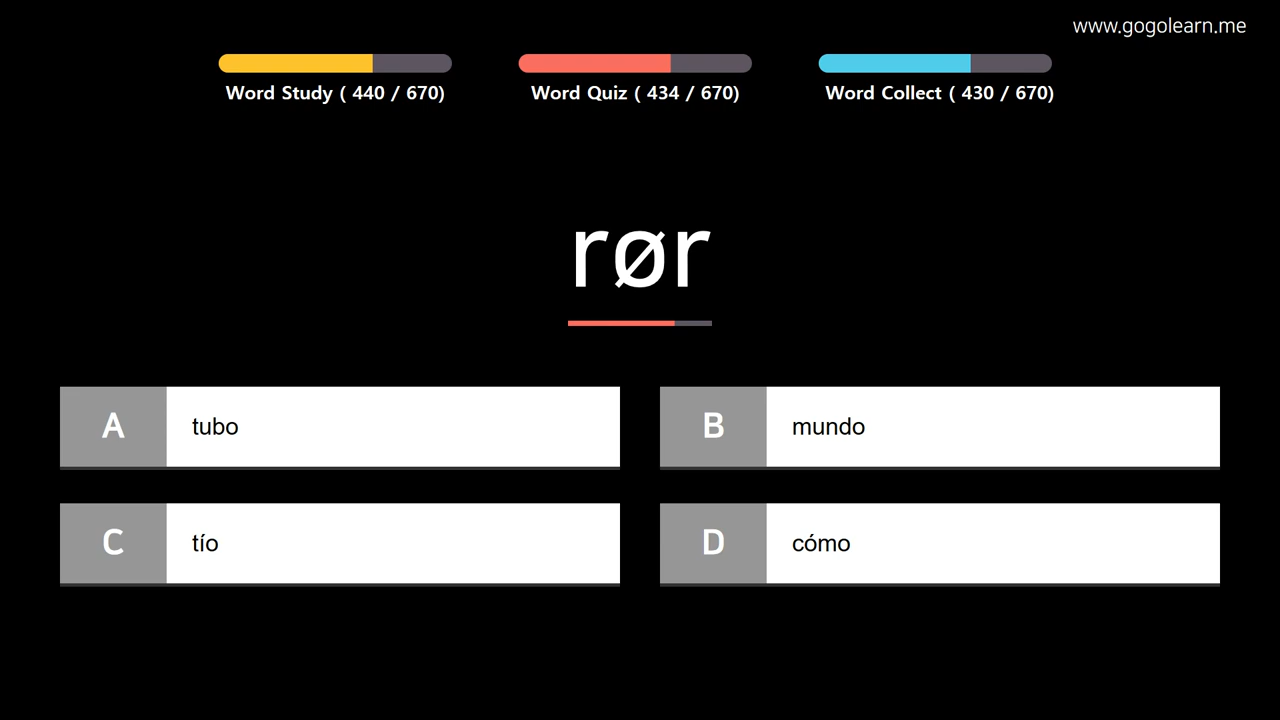 www.gogolearn.me
Word Study ( 440 / 670)
Word Quiz ( 434 / 670)
Word Collect ( 430 / 670)
rør
A tubo
B mundo
C tío
D cómo